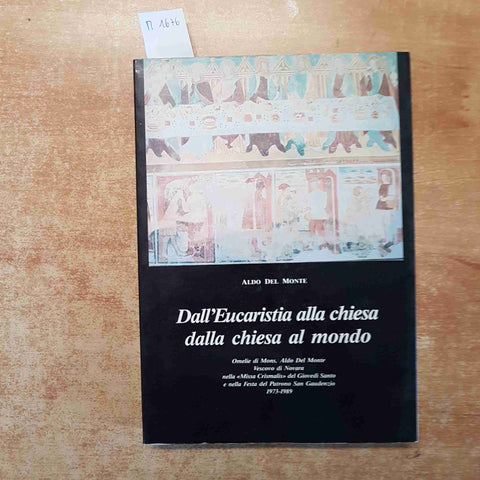 n 1676
ALDO DEL MONTE
Dall'Eucaristia alla chiesa
dalla chiesa al mondo
Omelie di Mons. Aldo Del Monte
Vescovo di Novara
nella «Missa Crismalis» del Giovedì Santo
e nella Festa del Patrono San Gaudenzio
1973-1989